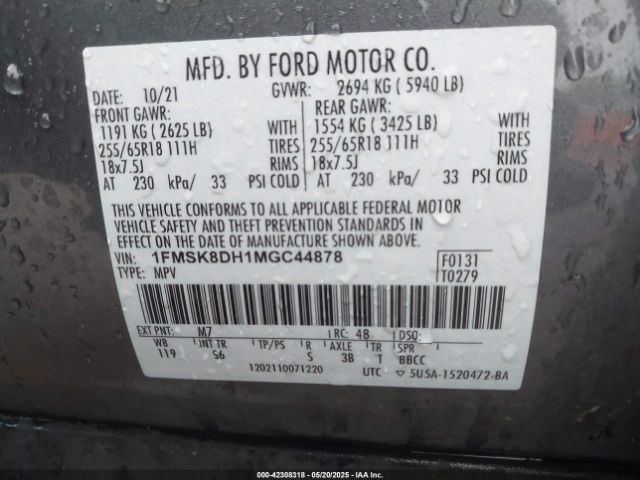 MFD. BY FORD MOTOR CO.
DATE: 10/21 GVWR: 2694 KG ( 5940 LB)
FRONT GAWR: REAR GAWR:
1191 KG ( 2625 LB) WITH 1554 KG ( 3425 LB) WITH
255/65R18 111H TIRES 255/65R18 111H TIRES
18x7.5J RIMS 18x7.5J RIMS
AT 230 kPa/ 33 PSI COLD AT 230 kPa/ 33 PSI COLD
THIS VEHICLE CONFORMS TO ALL APPLICABLE FEDERAL MOTOR
VEHICLE SAFETY AND THEFT PREVENTION STANDARDS IN
EFFECT ON THE DATE OF MANUFACTURE SHOWN ABOVE.
VIN: 1FMSK8DH1MGC44878 F0131
TYPE: MPV T0279
EXT PNT: M7 RC: 48 DSO:
WB INT TR TP/PS R AXLE TR SPR
119 S6 S 3B T BBCC
1202110071220 UTC ▽ 5U5A-1520472-BA
000-42308318 - 05/20/2025 - IAA, Inc.